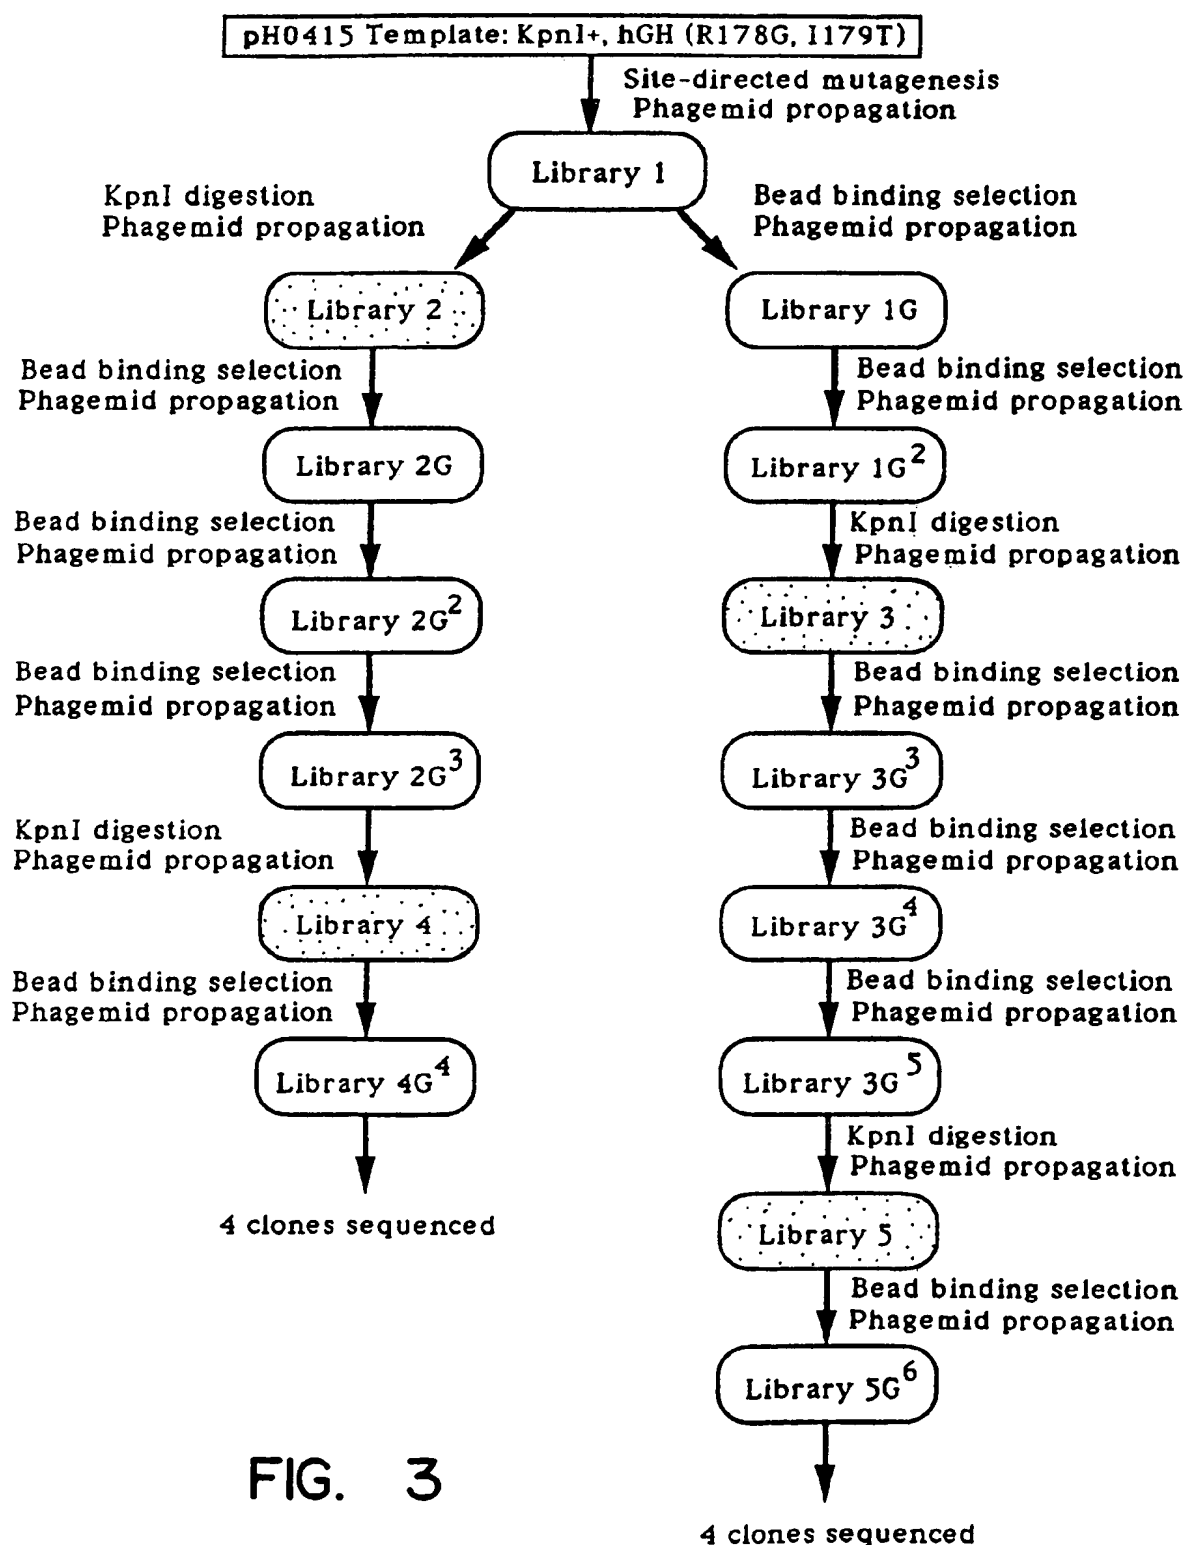 pH0415 Template: KpnI+, hGH (R178G, I179T)
Site-directed mutagenesis
Phagemid propagation
Library 1
KpnI digestion
Phagemid propagation
Bead binding selection
Phagemid propagation
Library 2
Library 1G
Bead binding selection
Phagemid propagation
Bead binding selection
Phagemid propagation
Library 2G
Library 1G²
Bead binding selection
Phagemid propagation
KpnI digestion
Phagemid propagation
Library 2G²
Library 3
Bead binding selection
Phagemid propagation
Bead binding selection
Phagemid propagation
Library 2G³
Library 3G³
KpnI digestion
Phagemid propagation
Bead binding selection
Phagemid propagation
Library 4
Library 3G⁴
Bead binding selection
Phagemid propagation
Bead binding selection
Phagemid propagation
Library 4G⁴
Library 3G⁵
KpnI digestion
Phagemid propagation
4 clones sequenced
Library 5
Bead binding selection
Phagemid propagation
Library 5G⁶
FIG. 3
4 clones sequenced